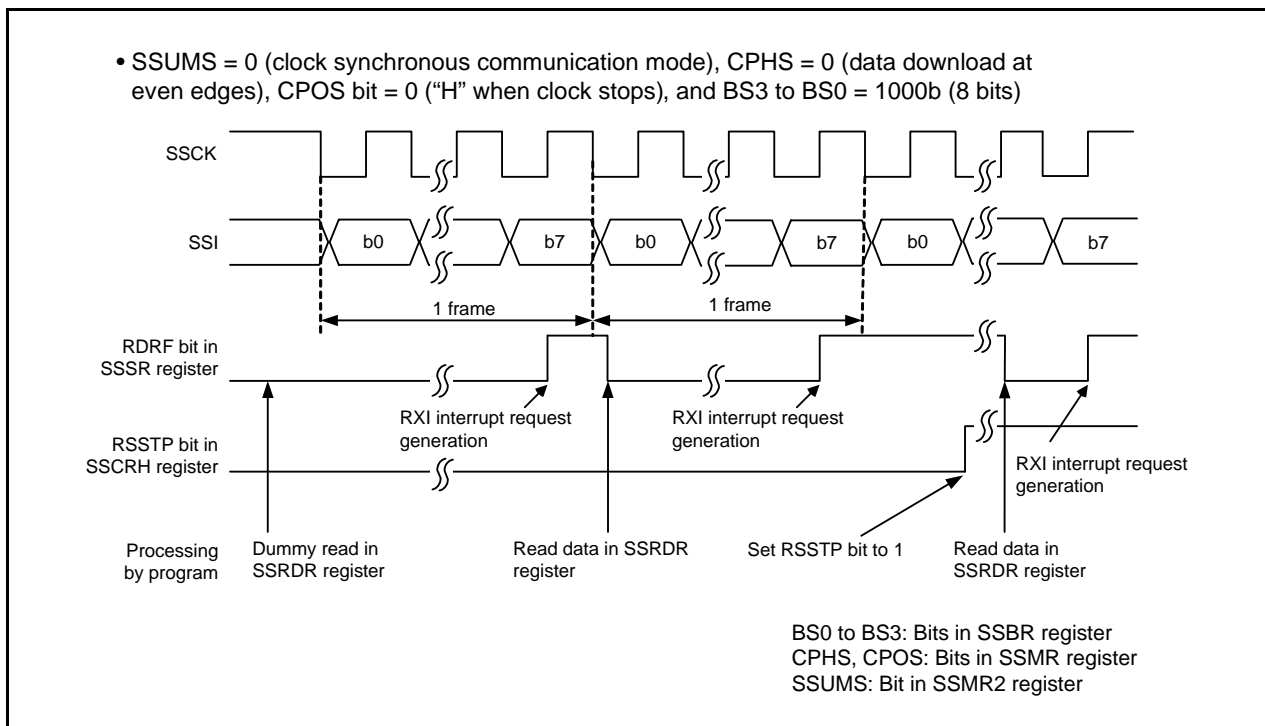 • SSUMS = 0 (clock synchronous communication mode), CPHS = 0 (data download at
even edges), CPOS bit = 0 (“H” when clock stops), and BS3 to BS0 = 1000b (8 bits)
SSCK
SSI
b0
b7
b0
b7
b0
b7
1 frame
1 frame
RDRF bit in
SSSR register
RXI interrupt request
generation
RXI interrupt request
generation
RSSTP bit in
SSCRH register
RXI interrupt request
generation
Processing
by program
Dummy read in
SSRDR register
Read data in SSRDR
register
Set RSSTP bit to 1
Read data in
SSRDR register
BS0 to BS3: Bits in SSBR register
CPHS, CPOS: Bits in SSMR register
SSUMS: Bit in SSMR2 register